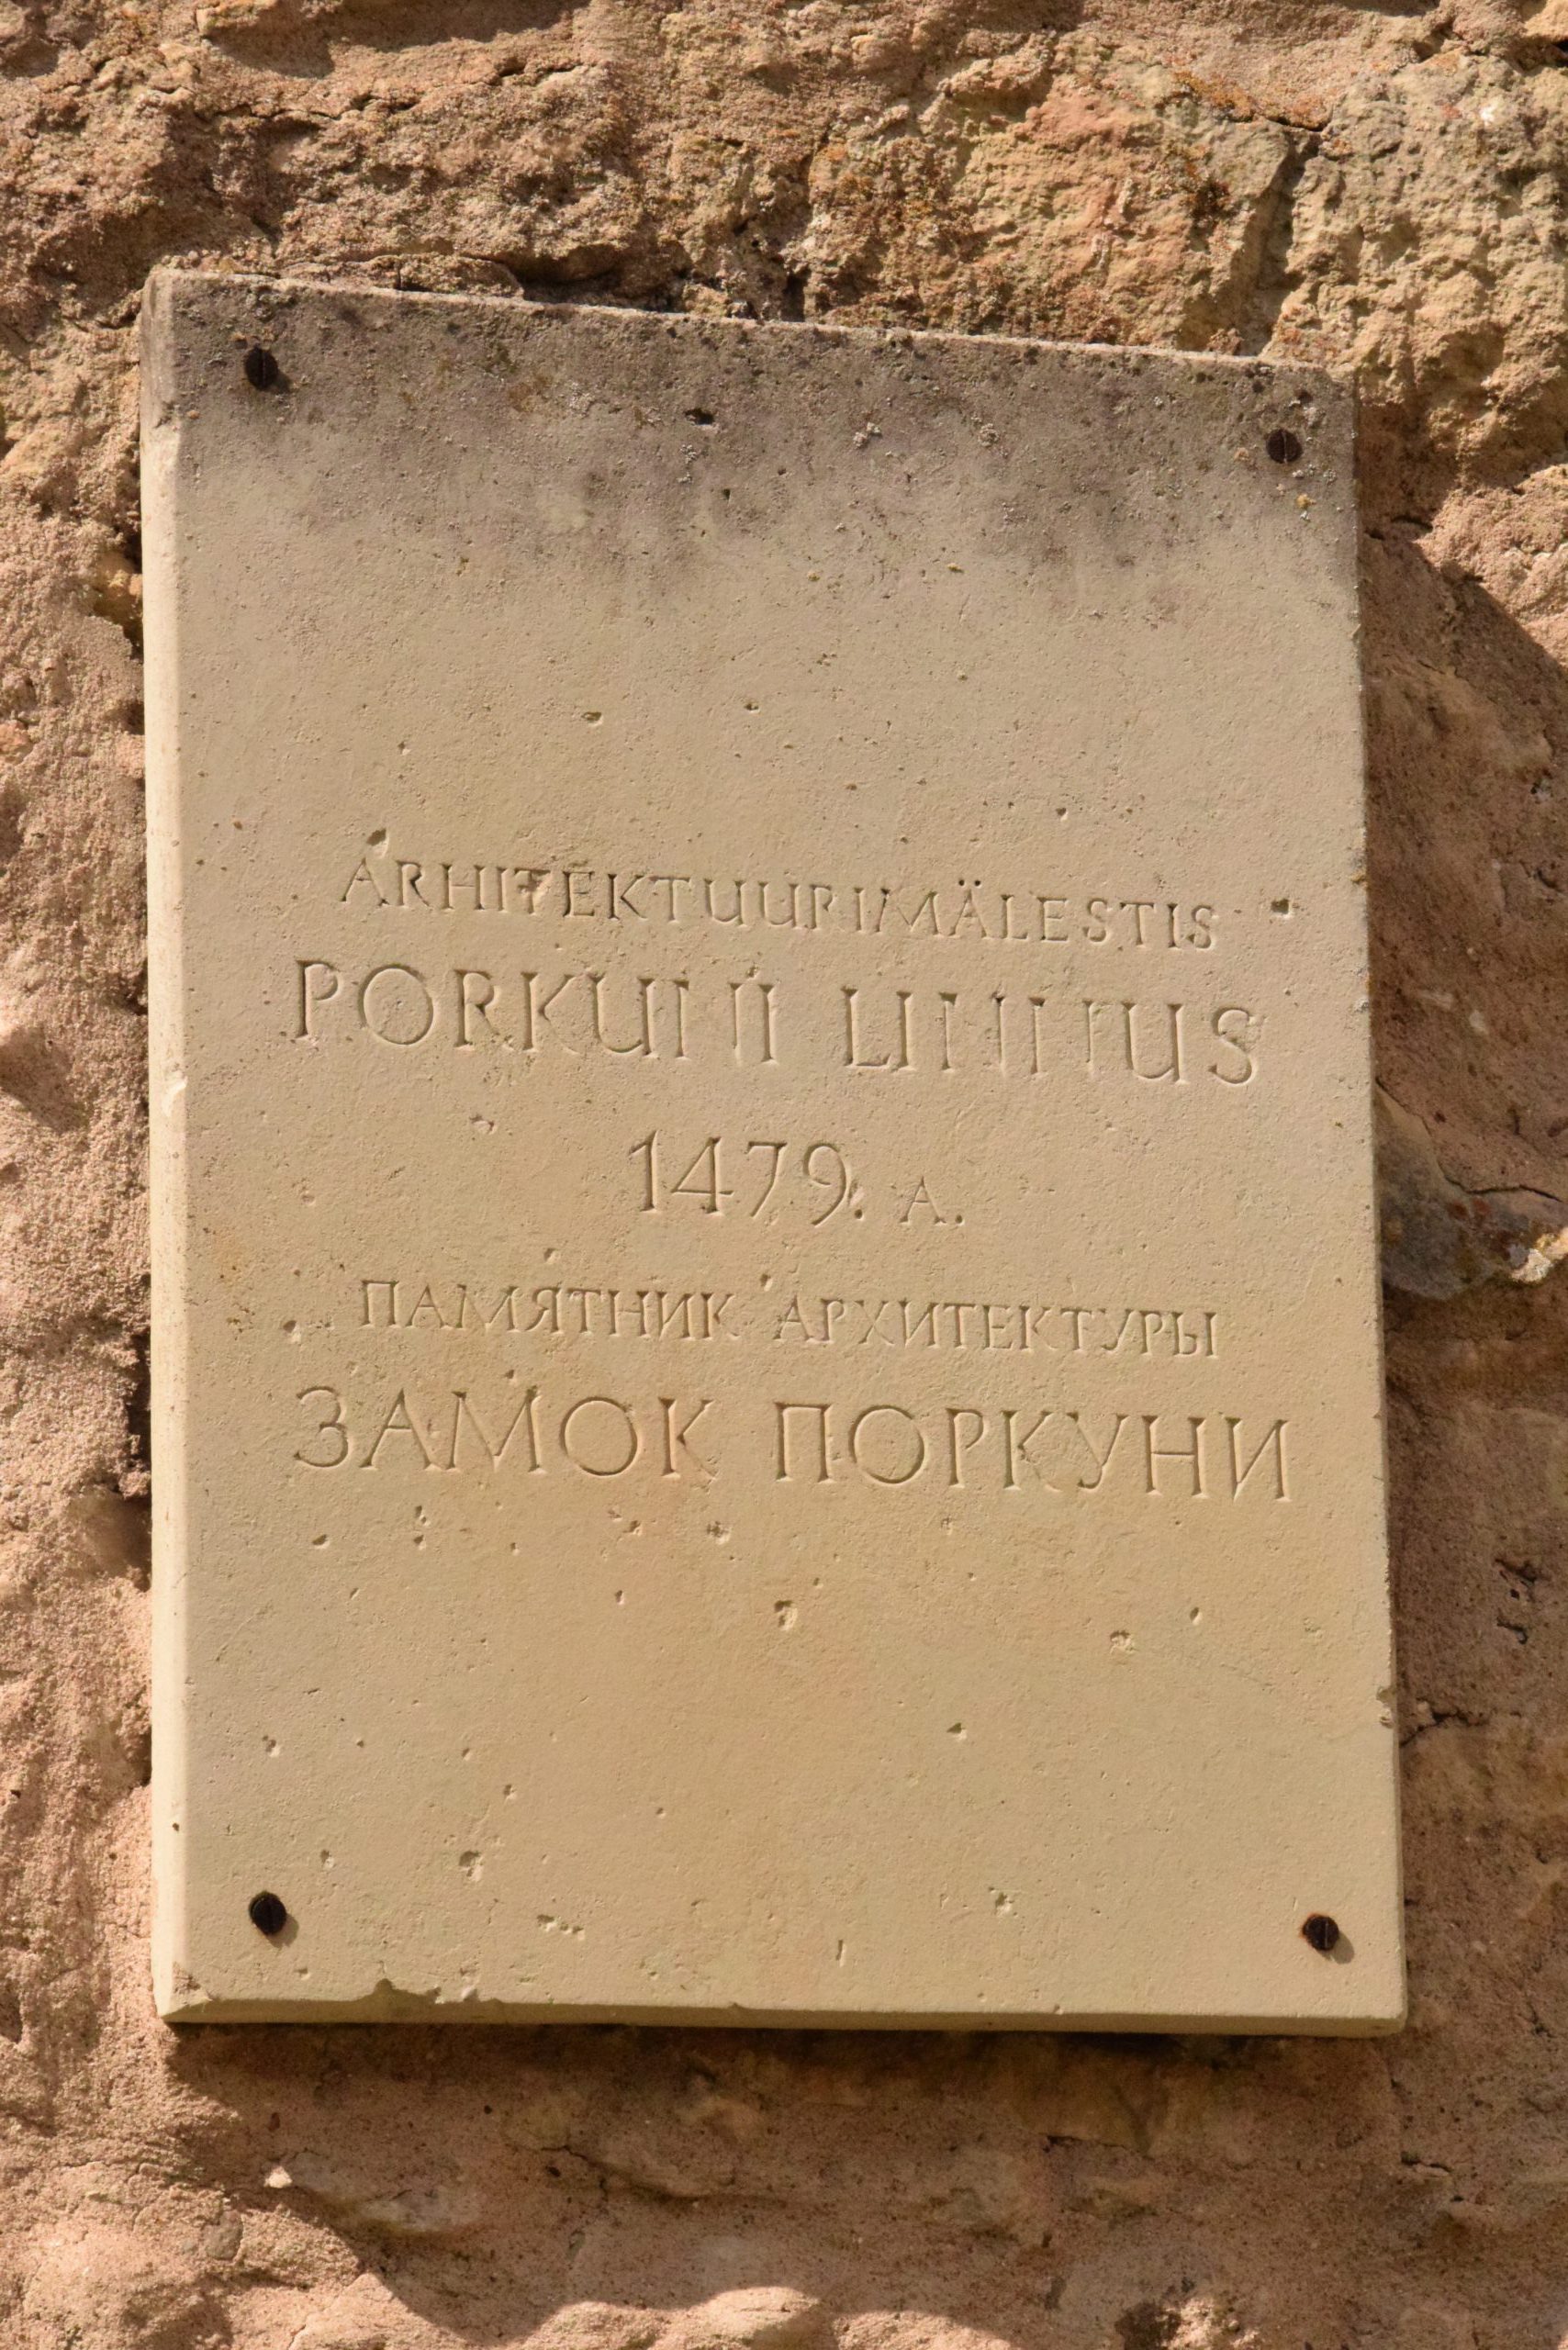 ARHITEKTUURIMÄLESTIS
PORKUNI LINNUS
1479. A.
ПАМЯТНИК АРХИТЕКТУРЫ
ЗАМОК ПОРКУНИ